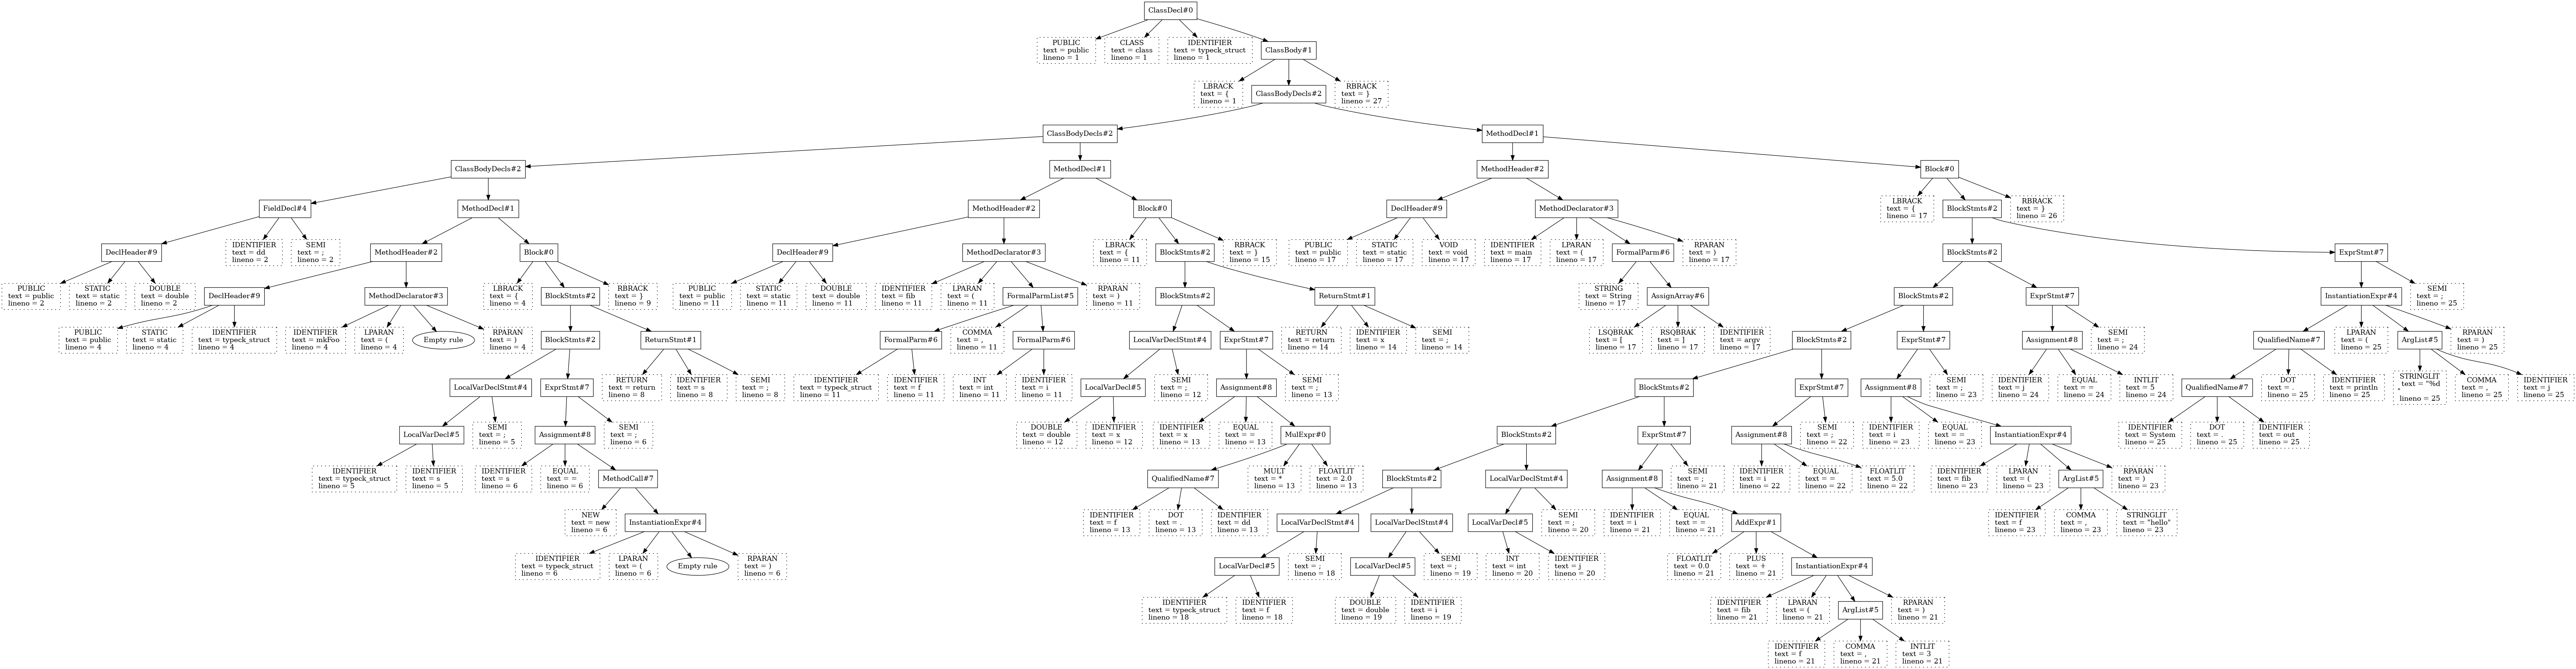 ClassDecl#0
PUBLIC
text = public
lineno = 1
CLASS
text = class
lineno = 1
IDENTIFIER
text = typeck_struct
lineno = 1
ClassBody#1
LBRACK
text = {
lineno = 1
ClassBodyDecls#2
RBRACK
text = }
lineno = 27
ClassBodyDecls#2
MethodDecl#1
ClassBodyDecls#2
MethodDecl#1
MethodHeader#2
Block#0
FieldDecl#4
MethodDecl#1
MethodHeader#2
Block#0
DeclHeader#9
MethodDeclarator#3
LBRACK
text = {
lineno = 17
BlockStmts#2
RBRACK
text = }
lineno = 26
DeclHeader#9
IDENTIFIER
text = dd
lineno = 2
SEMI
text = ;
lineno = 2
MethodHeader#2
Block#0
DeclHeader#9
MethodDeclarator#3
LBRACK
text = {
lineno = 11
BlockStmts#2
RBRACK
text = }
lineno = 15
PUBLIC
text = public
lineno = 17
STATIC
text = static
lineno = 17
VOID
text = void
lineno = 17
IDENTIFIER
text = main
lineno = 17
LPARAN
text = (
lineno = 17
FormalParm#6
RPARAN
text = )
lineno = 17
BlockStmts#2
ExprStmt#7
PUBLIC
text = public
lineno = 2
STATIC
text = static
lineno = 2
DOUBLE
text = double
lineno = 2
DeclHeader#9
MethodDeclarator#3
LBRACK
text = {
lineno = 4
BlockStmts#2
RBRACK
text = }
lineno = 9
PUBLIC
text = public
lineno = 11
STATIC
text = static
lineno = 11
DOUBLE
text = double
lineno = 11
IDENTIFIER
text = fib
lineno = 11
LPARAN
text = (
lineno = 11
FormalParmList#5
RPARAN
text = )
lineno = 11
BlockStmts#2
ReturnStmt#1
STRING
text = String
lineno = 17
AssignArray#6
BlockStmts#2
ExprStmt#7
InstantiationExpr#4
SEMI
text = ;
lineno = 25
PUBLIC
text = public
lineno = 4
STATIC
text = static
lineno = 4
IDENTIFIER
text = typeck_struct
lineno = 4
IDENTIFIER
text = mkFoo
lineno = 4
LPARAN
text = (
lineno = 4
Empty rule
RPARAN
text = )
lineno = 4
BlockStmts#2
ReturnStmt#1
FormalParm#6
COMMA
text = ,
lineno = 11
FormalParm#6
LocalVarDeclStmt#4
ExprStmt#7
RETURN
text = return
lineno = 14
IDENTIFIER
text = x
lineno = 14
SEMI
text = ;
lineno = 14
LSQBRAK
text = [
lineno = 17
RSQBRAK
text = ]
lineno = 17
IDENTIFIER
text = argv
lineno = 17
BlockStmts#2
ExprStmt#7
Assignment#8
SEMI
text = ;
lineno = 24
QualifiedName#7
LPARAN
text = (
lineno = 25
ArgList#5
RPARAN
text = )
lineno = 25
LocalVarDeclStmt#4
ExprStmt#7
RETURN
text = return
lineno = 8
IDENTIFIER
text = s
lineno = 8
SEMI
text = ;
lineno = 8
IDENTIFIER
text = typeck_struct
lineno = 11
IDENTIFIER
text = f
lineno = 11
INT
text = int
lineno = 11
IDENTIFIER
text = i
lineno = 11
LocalVarDecl#5
SEMI
text = ;
lineno = 12
Assignment#8
SEMI
text = ;
lineno = 13
BlockStmts#2
ExprStmt#7
Assignment#8
SEMI
text = ;
lineno = 23
IDENTIFIER
text = j
lineno = 24
EQUAL
text = =
lineno = 24
INTLIT
text = 5
lineno = 24
QualifiedName#7
DOT
text = .
lineno = 25
IDENTIFIER
text = println
lineno = 25
STRINGLIT
text = "%d
"
lineno = 25
COMMA
text = ,
lineno = 25
IDENTIFIER
text = j
lineno = 25
LocalVarDecl#5
SEMI
text = ;
lineno = 5
Assignment#8
SEMI
text = ;
lineno = 6
DOUBLE
text = double
lineno = 12
IDENTIFIER
text = x
lineno = 12
IDENTIFIER
text = x
lineno = 13
EQUAL
text = =
lineno = 13
MulExpr#0
BlockStmts#2
ExprStmt#7
Assignment#8
SEMI
text = ;
lineno = 22
IDENTIFIER
text = i
lineno = 23
EQUAL
text = =
lineno = 23
InstantiationExpr#4
IDENTIFIER
text = System
lineno = 25
DOT
text = .
lineno = 25
IDENTIFIER
text = out
lineno = 25
IDENTIFIER
text = typeck_struct
lineno = 5
IDENTIFIER
text = s
lineno = 5
IDENTIFIER
text = s
lineno = 6
EQUAL
text = =
lineno = 6
MethodCall#7
QualifiedName#7
MULT
text = *
lineno = 13
FLOATLIT
text = 2.0
lineno = 13
BlockStmts#2
LocalVarDeclStmt#4
Assignment#8
SEMI
text = ;
lineno = 21
IDENTIFIER
text = i
lineno = 22
EQUAL
text = =
lineno = 22
FLOATLIT
text = 5.0
lineno = 22
IDENTIFIER
text = fib
lineno = 23
LPARAN
text = (
lineno = 23
ArgList#5
RPARAN
text = )
lineno = 23
NEW
text = new
lineno = 6
InstantiationExpr#4
IDENTIFIER
text = f
lineno = 13
DOT
text = .
lineno = 13
IDENTIFIER
text = dd
lineno = 13
LocalVarDeclStmt#4
LocalVarDeclStmt#4
LocalVarDecl#5
SEMI
text = ;
lineno = 20
IDENTIFIER
text = i
lineno = 21
EQUAL
text = =
lineno = 21
AddExpr#1
IDENTIFIER
text = f
lineno = 23
COMMA
text = ,
lineno = 23
STRINGLIT
text = "hello"
lineno = 23
IDENTIFIER
text = typeck_struct
lineno = 6
LPARAN
text = (
lineno = 6
Empty rule
RPARAN
text = )
lineno = 6
LocalVarDecl#5
SEMI
text = ;
lineno = 18
LocalVarDecl#5
SEMI
text = ;
lineno = 19
INT
text = int
lineno = 20
IDENTIFIER
text = j
lineno = 20
FLOATLIT
text = 0.0
lineno = 21
PLUS
text = +
lineno = 21
InstantiationExpr#4
IDENTIFIER
text = typeck_struct
lineno = 18
IDENTIFIER
text = f
lineno = 18
DOUBLE
text = double
lineno = 19
IDENTIFIER
text = i
lineno = 19
IDENTIFIER
text = fib
lineno = 21
LPARAN
text = (
lineno = 21
ArgList#5
RPARAN
text = )
lineno = 21
IDENTIFIER
text = f
lineno = 21
COMMA
text = ,
lineno = 21
INTLIT
text = 3
lineno = 21